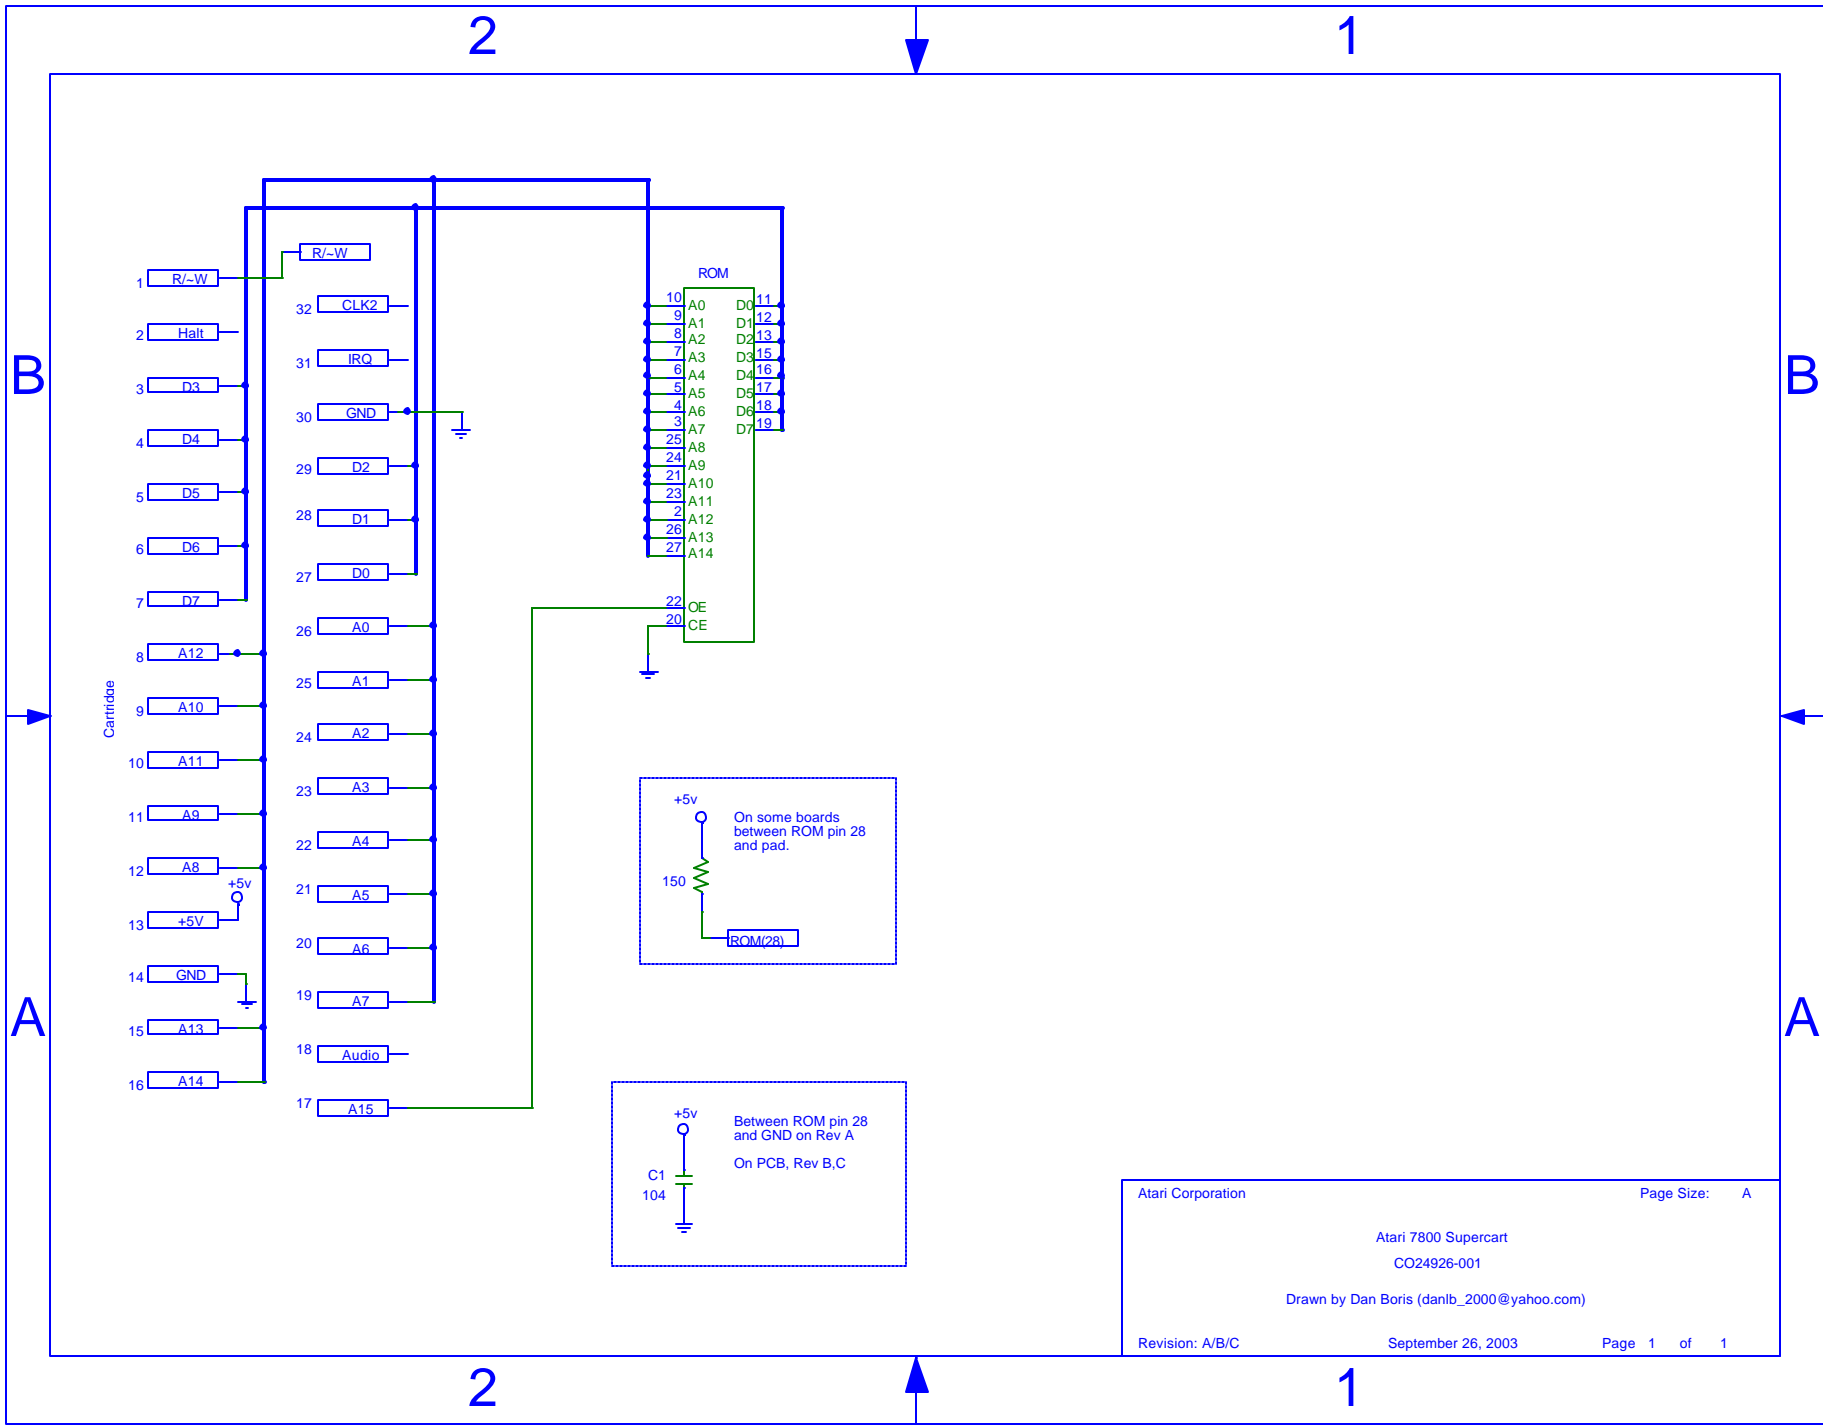 2
1
B
B
A
A
R/~W
1 R/~W
32 CLK2
2 Halt
31 IRQ
3 D3
30 GND
4 D4
29 D2
5 D5
28 D1
6 D6
27 D0
7 D7
26 A0
8 A12
25 A1
Cartridge
9 A10
24 A2
10 A11
23 A3
11 A9
22 A4
12 A8
+5v
21 A5
13 +5V
20 A6
14 GND
19 A7
15 A13
18 Audio
16 A14
17 A15
ROM
10 A0 D0 11
9 A1 D1 12
8 A2 D2 13
7 A3 D3 15
6 A4 D4 16
5 A5 D5 17
4 A6 D6 18
3 A7 D7 19
25 A8
24 A9
21 A10
23 A11
2 A12
26 A13
27 A14
22 OE
20 CE
+5v
On some boards
between ROM pin 28
and pad.
150
ROM(28)
+5v
Between ROM pin 28
and GND on Rev A
On PCB, Rev B,C
C1
104
Atari Corporation Page Size: A
Atari 7800 Supercart
CO24926-001
Drawn by Dan Boris (danlb_2000@yahoo.com)
Revision: A/B/C September 26, 2003 Page 1 of 1
2
1